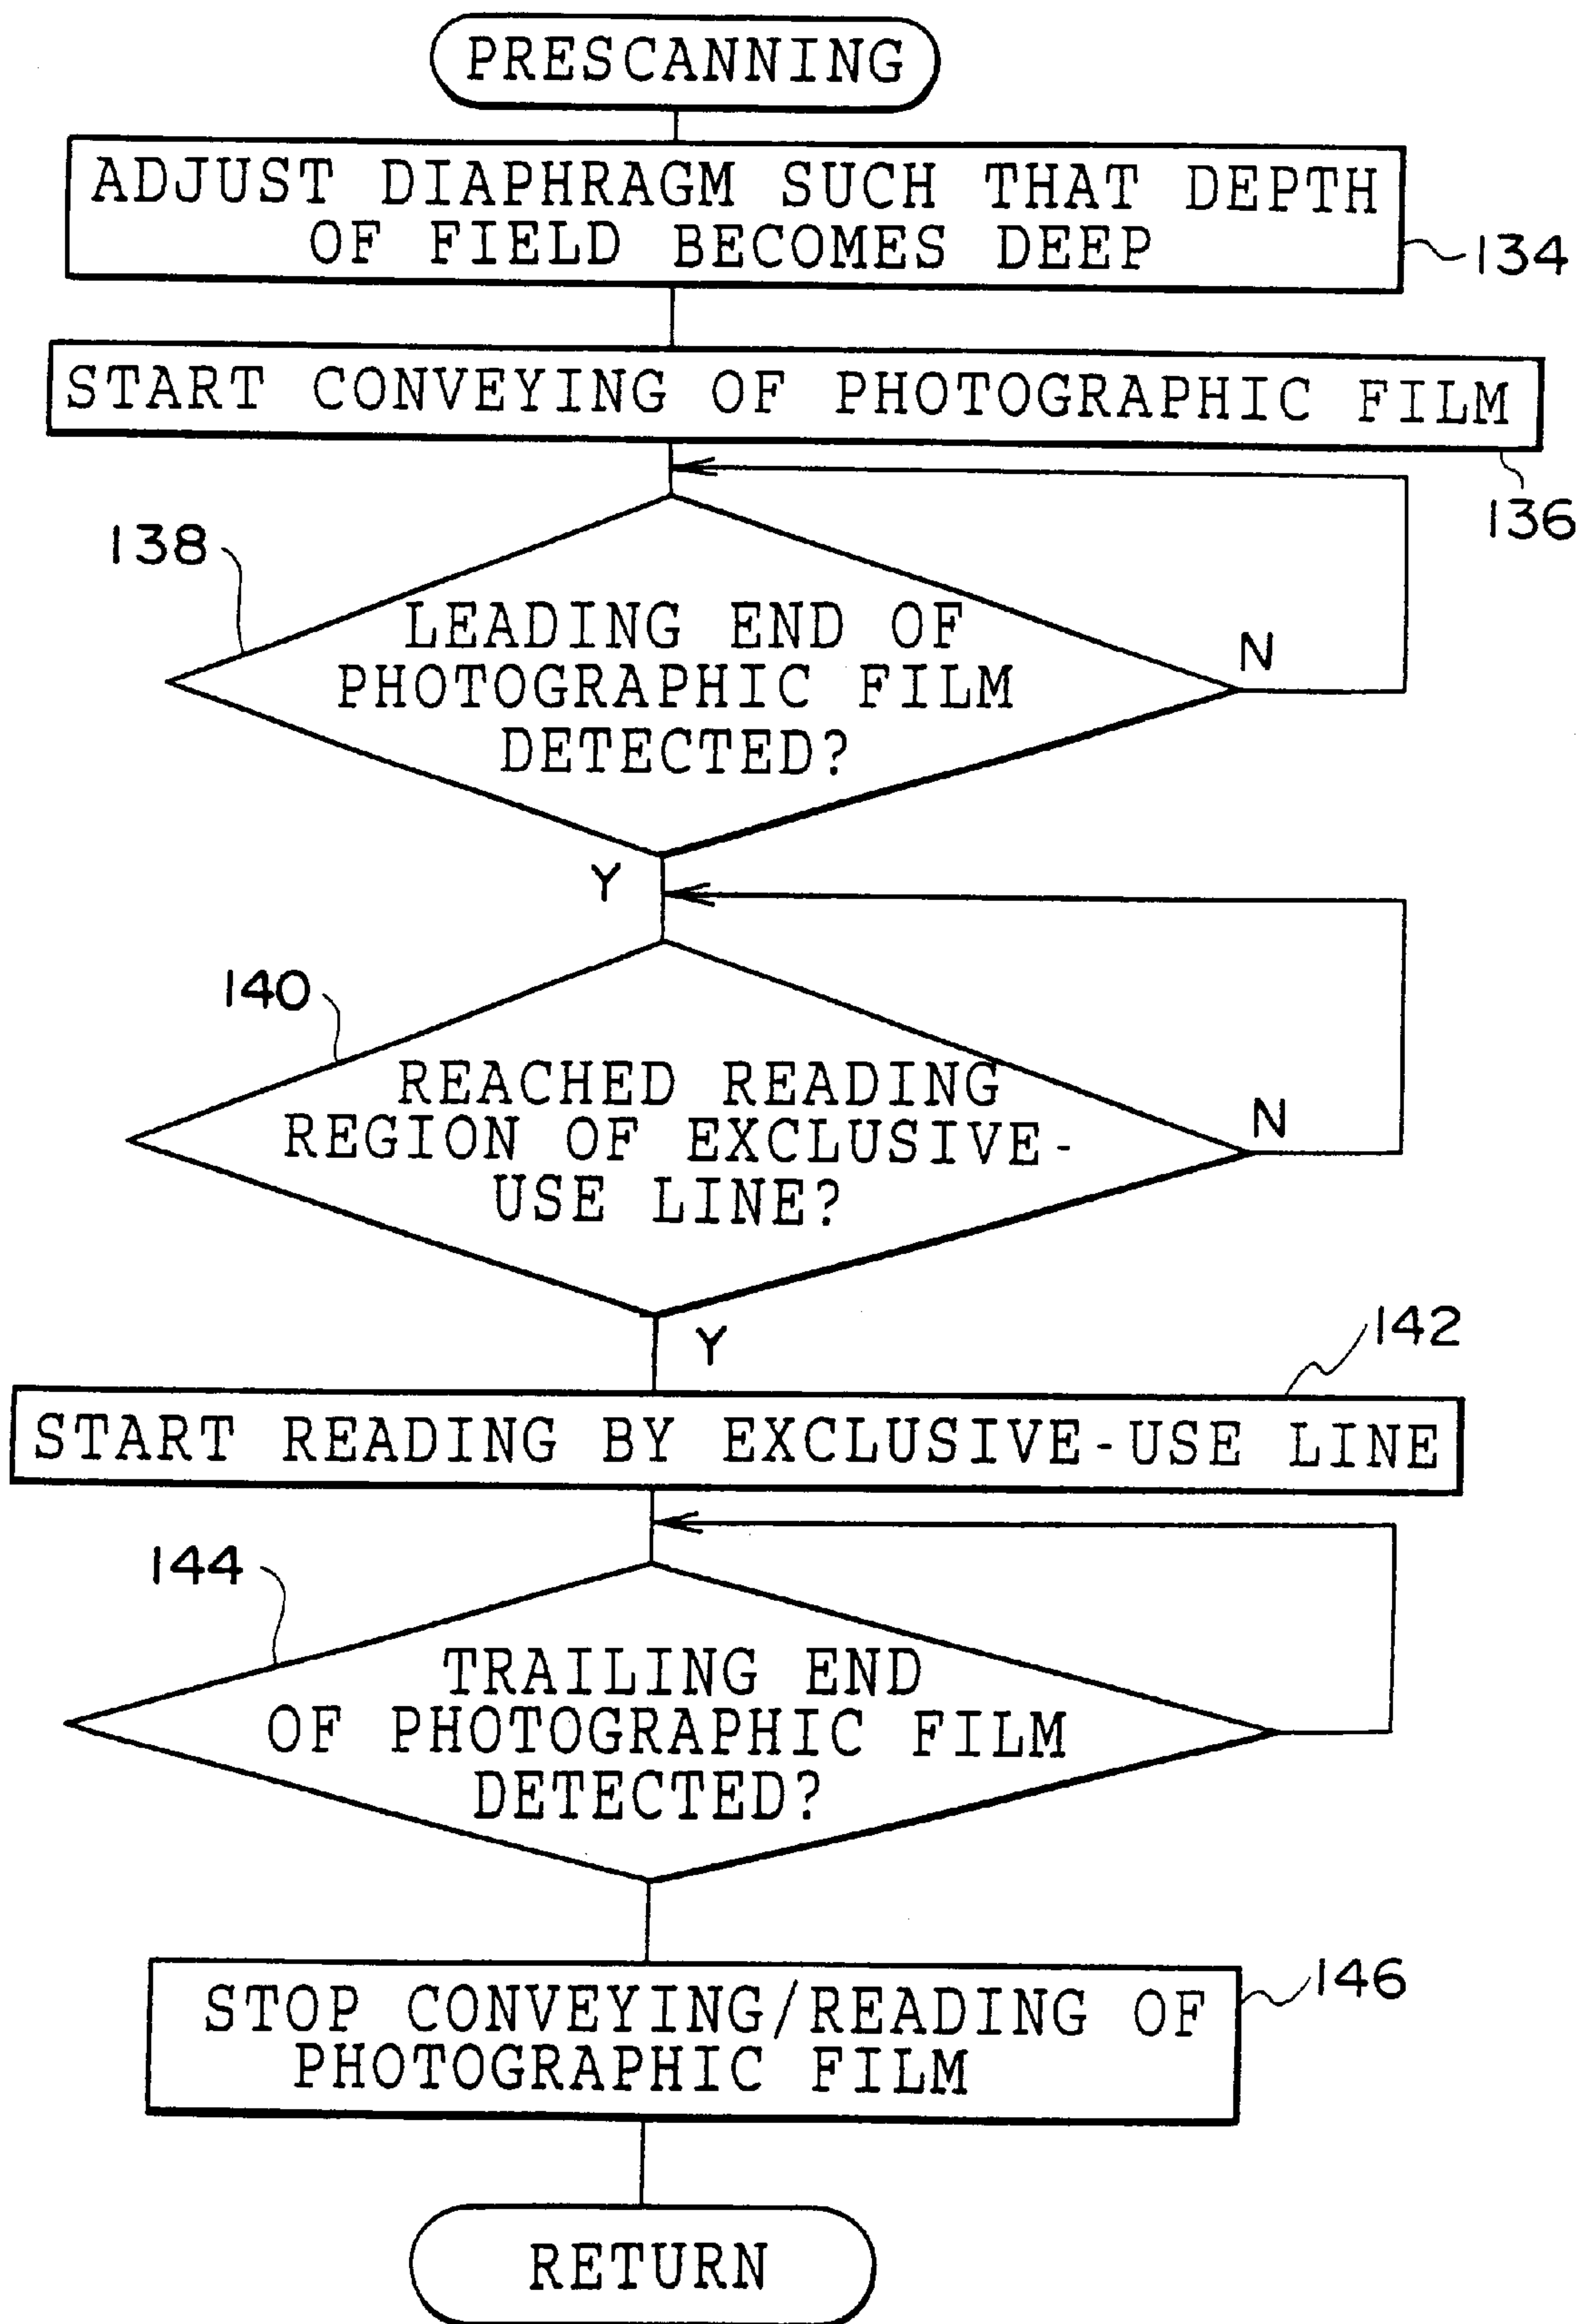 PRESCANNING
ADJUST DIAPHRAGM SUCH THAT DEPTH
OF FIELD BECOMES DEEP
134
START CONVEYING OF PHOTOGRAPHIC FILM
136
138
LEADING END OF
PHOTOGRAPHIC FILM
DETECTED?
N
Y
140
REACHED READING
REGION OF EXCLUSIVE-
USE LINE?
N
Y
142
START READING BY EXCLUSIVE-USE LINE
144
TRAILING END
OF PHOTOGRAPHIC FILM
DETECTED?
146
STOP CONVEYING/READING OF
PHOTOGRAPHIC FILM
RETURN